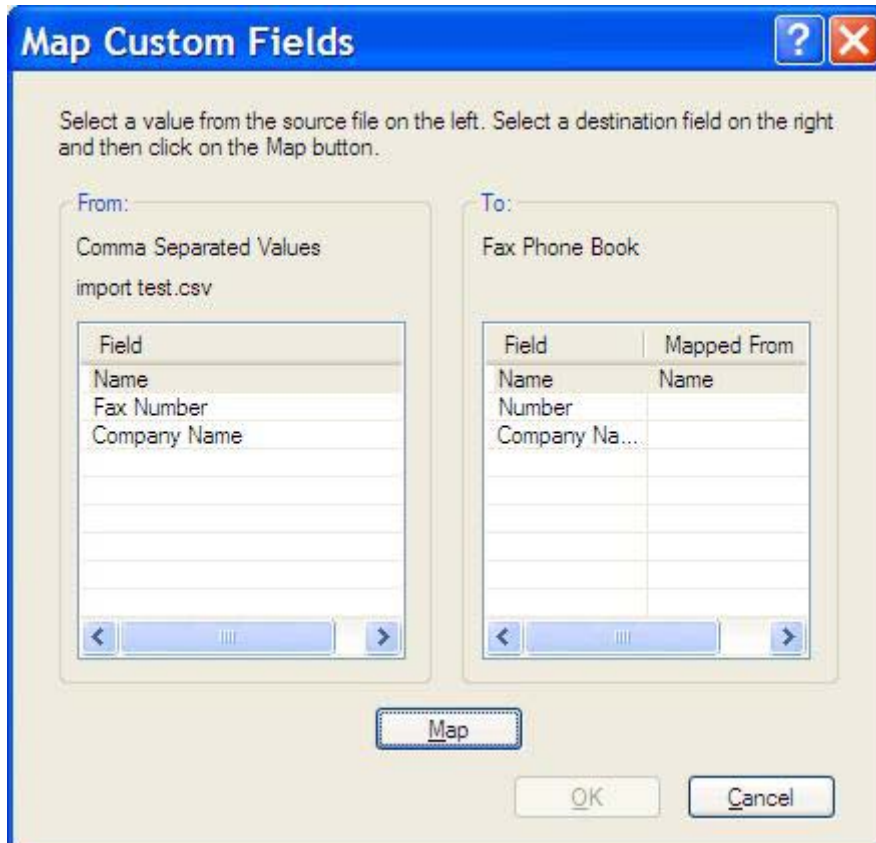 Map Custom Fields
Select a value from the source file on the left. Select a destination field on the right
and then click on the Map button.
From:
Comma Separated Values
import test.csv
Field
Name
Fax Number
Company Name
To:
Fax Phone Book
Field Mapped From
Name Name
Number
Company Na...
Map
OK Cancel